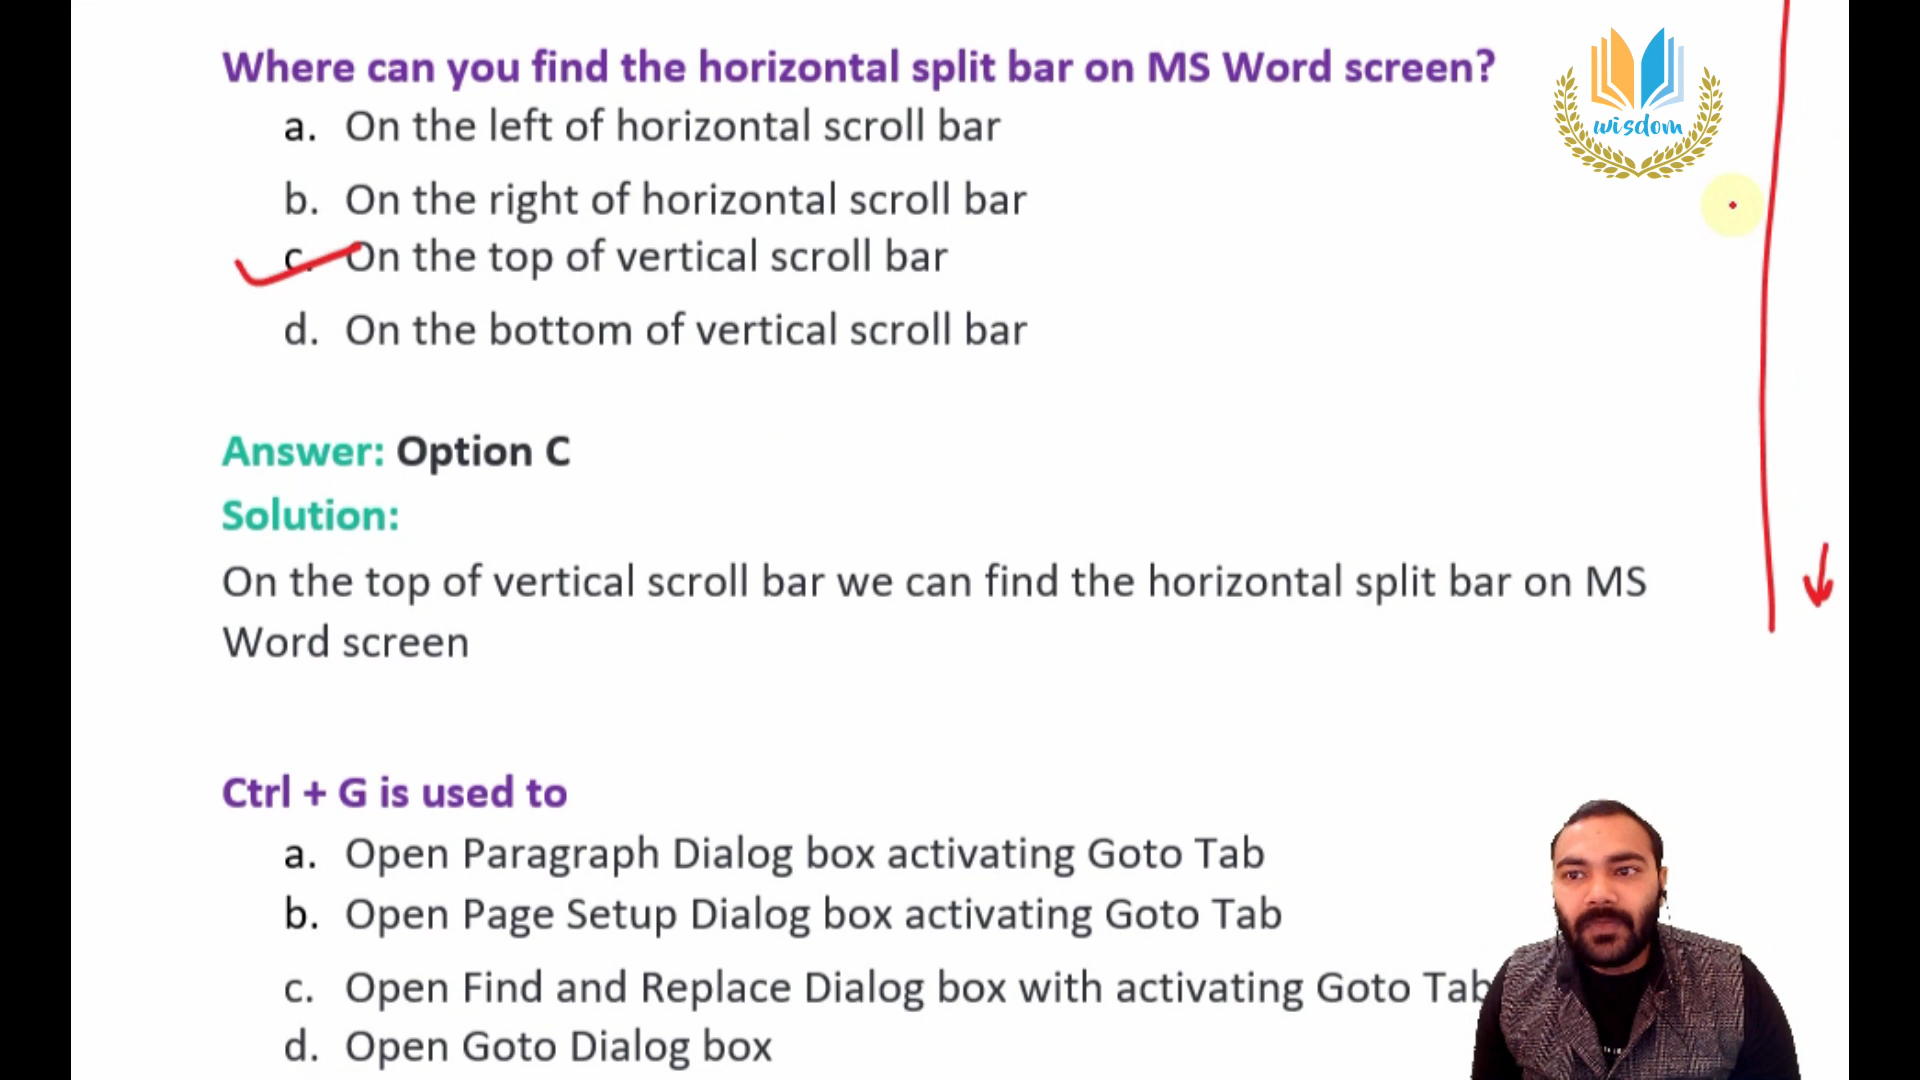 Where can you find the horizontal split bar on MS Word screen?
wisdom
a. On the left of horizontal scroll bar
b. On the right of horizontal scroll bar
c. On the top of vertical scroll bar
d. On the bottom of vertical scroll bar
Answer: Option C
Solution:
On the top of vertical scroll bar we can find the horizontal split bar on MS
Word screen
Ctrl + G is used to
a. Open Paragraph Dialog box activating Goto Tab
b. Open Page Setup Dialog box activating Goto Tab
c. Open Find and Replace Dialog box with activating Goto Tab
d. Open Goto Dialog box